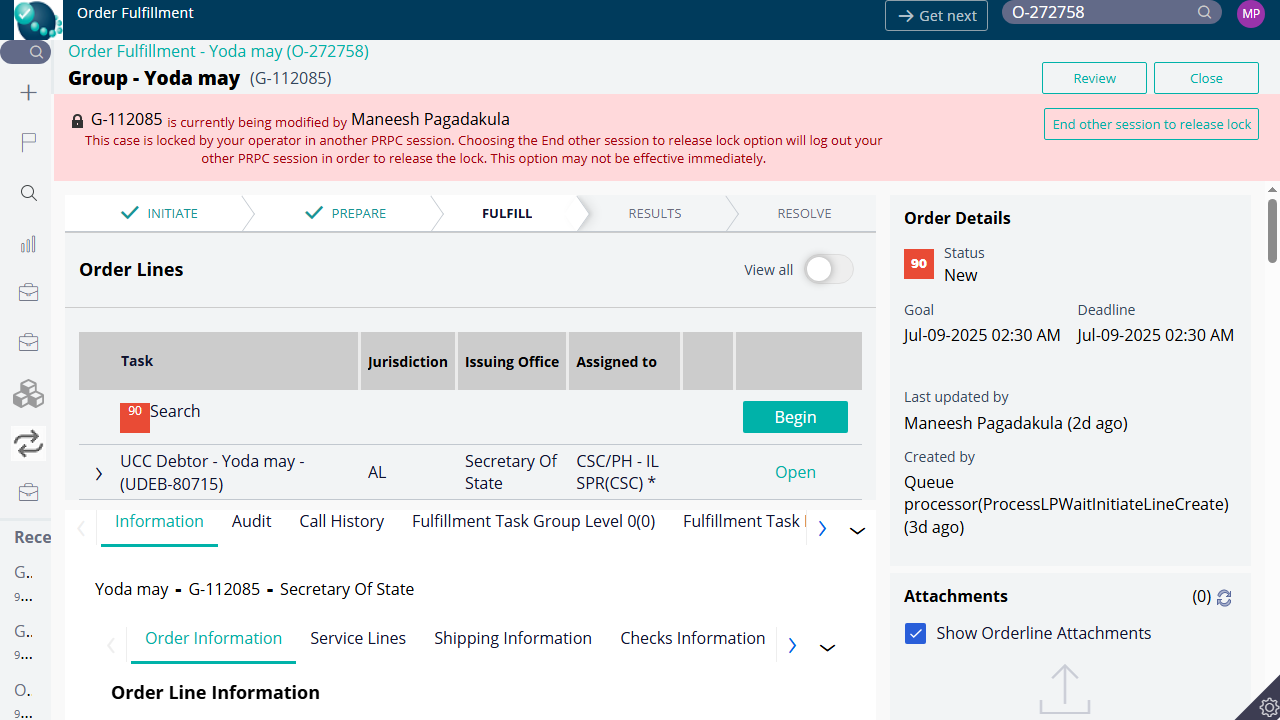 Order Fulfillment
Get next
O-272758
MP
Order Fulfillment - Yoda may (O-272758)
Group - Yoda may (G-112085)
Review
Close
G-112085 is currently being modified by Maneesh Pagadakula
This case is locked by your operator in another PRPC session. Choosing the End other session to release lock option will log out your
other PRPC session in order to release the lock. This option may not be effective immediately.
End other session to release lock
INITIATE
PREPARE
FULFILL
RESULTS
RESOLVE
Order Lines
View all
Task
Jurisdiction
Issuing Office
Assigned to
90 Search
Begin
UCC Debtor - Yoda may -
(UDEB-80715)
AL
Secretary Of
State
CSC/PH - IL
SPR(CSC) *
Open
Information
Audit
Call History
Fulfillment Task Group Level 0(0)
Fulfillment Task
Yoda may - G-112085 - Secretary Of State
Order Information
Service Lines
Shipping Information
Checks Information
Order Line Information
Order Details
90
Status
New
Goal
Jul-09-2025 02:30 AM
Deadline
Jul-09-2025 02:30 AM
Last updated by
Maneesh Pagadakula (2d ago)
Created by
Queue
processor(ProcessLPWaitInitiateLineCreate)
(3d ago)
Attachments
(0)
Show Orderline Attachments
Rece
G..
9...
G..
9...
O.
9...